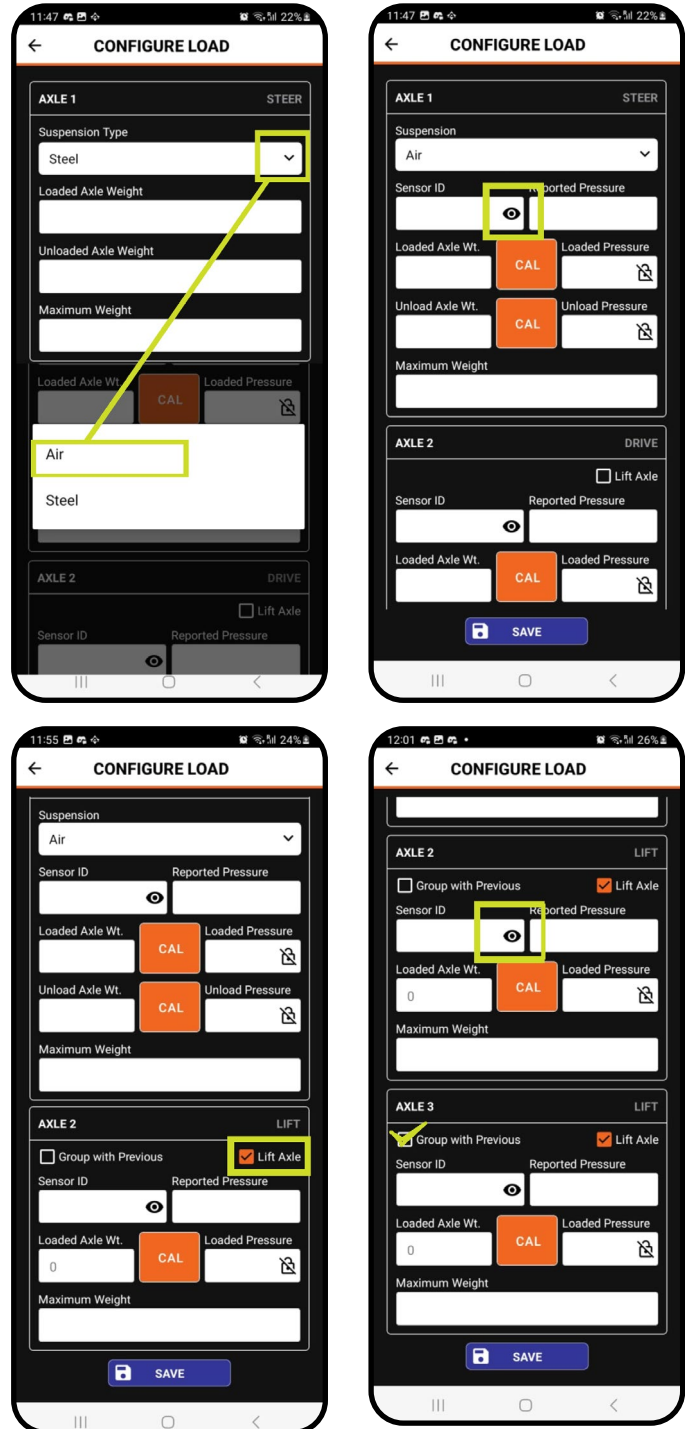 11:47 22%
CONFIGURE LOAD
AXLE 1 STEER
Suspension Type
Steel
Loaded Axle Weight
Unloaded Axle Weight
Maximum Weight
Loaded Axle Wt. Loaded Pressure
CAL
Air
Steel
AXLE 2 DRIVE
Lift Axle
Sensor ID Reported Pressure
11:47 22%
CONFIGURE LOAD
AXLE 1 STEER
Suspension
Air
Sensor ID Reported Pressure
Loaded Axle Wt. Loaded Pressure
CAL
Unload Axle Wt. Unload Pressure
CAL
Maximum Weight
AXLE 2 DRIVE
Lift Axle
Sensor ID Reported Pressure
Loaded Axle Wt. Loaded Pressure
CAL
SAVE
11:55 24%
CONFIGURE LOAD
Suspension
Air
Sensor ID Reported Pressure
Loaded Axle Wt. Loaded Pressure
CAL
Unload Axle Wt. Unload Pressure
CAL
Maximum Weight
AXLE 2 LIFT
Group with Previous Lift Axle
Sensor ID Reported Pressure
Loaded Axle Wt. Loaded Pressure
0 CAL
Maximum Weight
SAVE
12:01 26%
CONFIGURE LOAD
AXLE 2 LIFT
Group with Previous Lift Axle
Sensor ID Reported Pressure
Loaded Axle Wt. Loaded Pressure
0 CAL
Maximum Weight
AXLE 3 LIFT
Group with Previous Lift Axle
Sensor ID Reported Pressure
Loaded Axle Wt. Loaded Pressure
0 CAL
Maximum Weight
SAVE